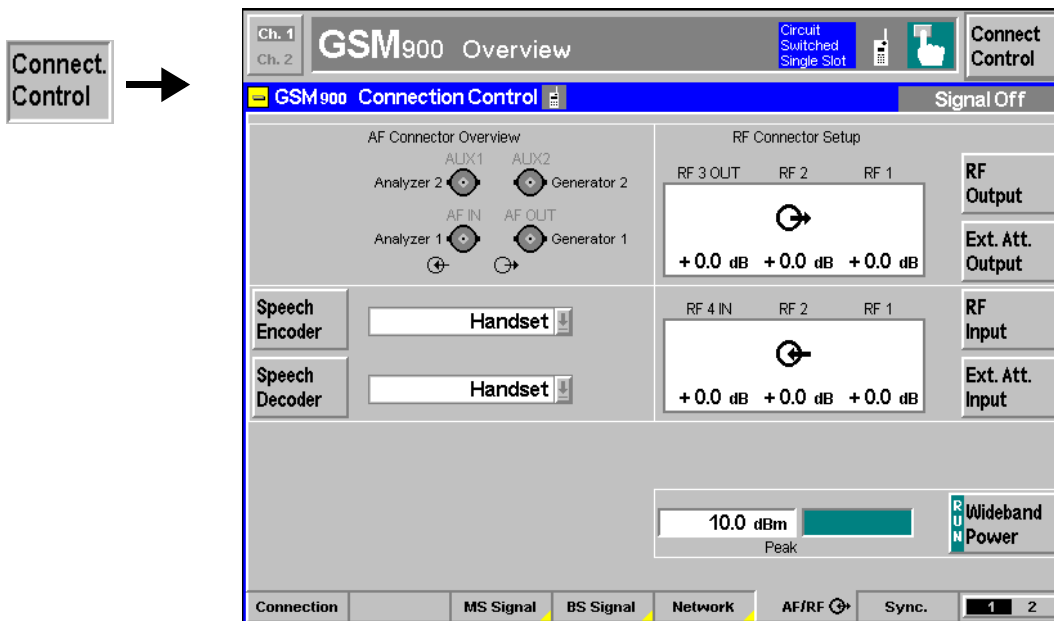 Connect.
Control
Ch. 1
Ch. 2
GSM900 Overview
Circuit
Switched
Single Slot
Connect
Control
GSM900 Connection Control
Signal Off
AF Connector Overview
AUX1 AUX2
Analyzer 2 Generator 2
AF IN AF OUT
Analyzer 1 Generator 1
RF Connector Setup
RF 3 OUT RF 2 RF 1
+ 0.0 dB + 0.0 dB + 0.0 dB
RF
Output
Ext. Att.
Output
Speech
Encoder
Handset
Speech
Decoder
Handset
RF 4 IN RF 2 RF 1
+ 0.0 dB + 0.0 dB + 0.0 dB
RF
Input
Ext. Att.
Input
10.0 dBm
Peak
RUN
Wideband
Power
Connection MS Signal BS Signal Network AF/RF Sync. 1 2